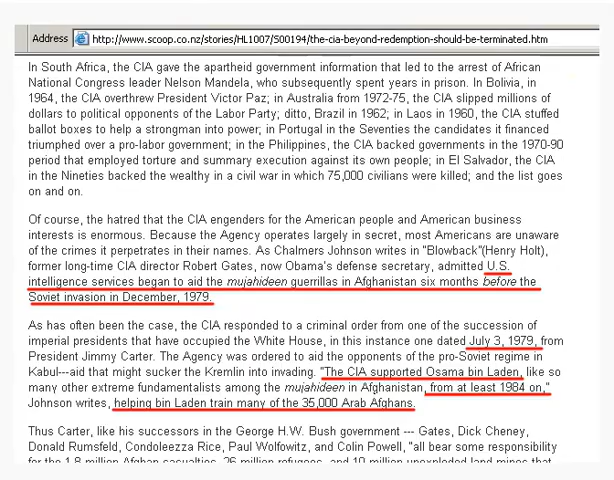 Address http://www.scoop.co.nz/stories/HL1007/S00194/the-cia-beyond-redemption-should-be-terminated.htm
In South Africa, the CIA gave the apartheid government information that led to the arrest of African
National Congress leader Nelson Mandela, who subsequently spent years in prison. In Bolivia, in
1964, the CIA overthrew President Victor Paz; in Australia from 1972-75, the CIA slipped millions of
dollars to political opponents of the Labor Party; ditto, Brazil in 1962; in Laos in 1960, the CIA stuffed
ballot boxes to help a strongman into power; in Portugal in the Seventies the candidates it financed
triumphed over a pro-labor government; in the Philippines, the CIA backed governments in the 1970-90
period that employed torture and summary execution against its own people; in El Salvador, the CIA
in the Nineties backed the wealthy in a civil war in which 75,000 civilians were killed; and the list goes
on and on.
Of course, the hatred that the CIA engenders for the American people and American business
interests is enormous. Because the Agency operates largely in secret, most Americans are unaware
of the crimes it perpetrates in their names. As Chalmers Johnson writes in "Blowback"(Henry Holt),
former long-time CIA director Robert Gates, now Obama's defense secretary, admitted U.S.
intelligence services began to aid the mujahideen guerrillas in Afghanistan six months before the
Soviet invasion in December, 1979.
As has often been the case, the CIA responded to a criminal order from one of the succession of
imperial presidents that have occupied the White House, in this instance one dated July 3, 1979, from
President Jimmy Carter. The Agency was ordered to aid the opponents of the pro-Soviet regime in
Kabul---aid that might sucker the Kremlin into invading. "The CIA supported Osama bin Laden, like so
many other extreme fundamentalists among the mujahideen in Afghanistan, from at least 1984 on,"
Johnson writes, helping bin Laden train many of the 35,000 Arab Afghans.
Thus Carter, like his successors in the George H.W. Bush government --- Gates, Dick Cheney,
Donald Rumsfeld, Condoleezza Rice, Paul Wolfowitz, and Colin Powell, "all bear some responsibility
for the 1.8 million Afghan casualties, 26 million refugees, and 10 million unexploded land mines that